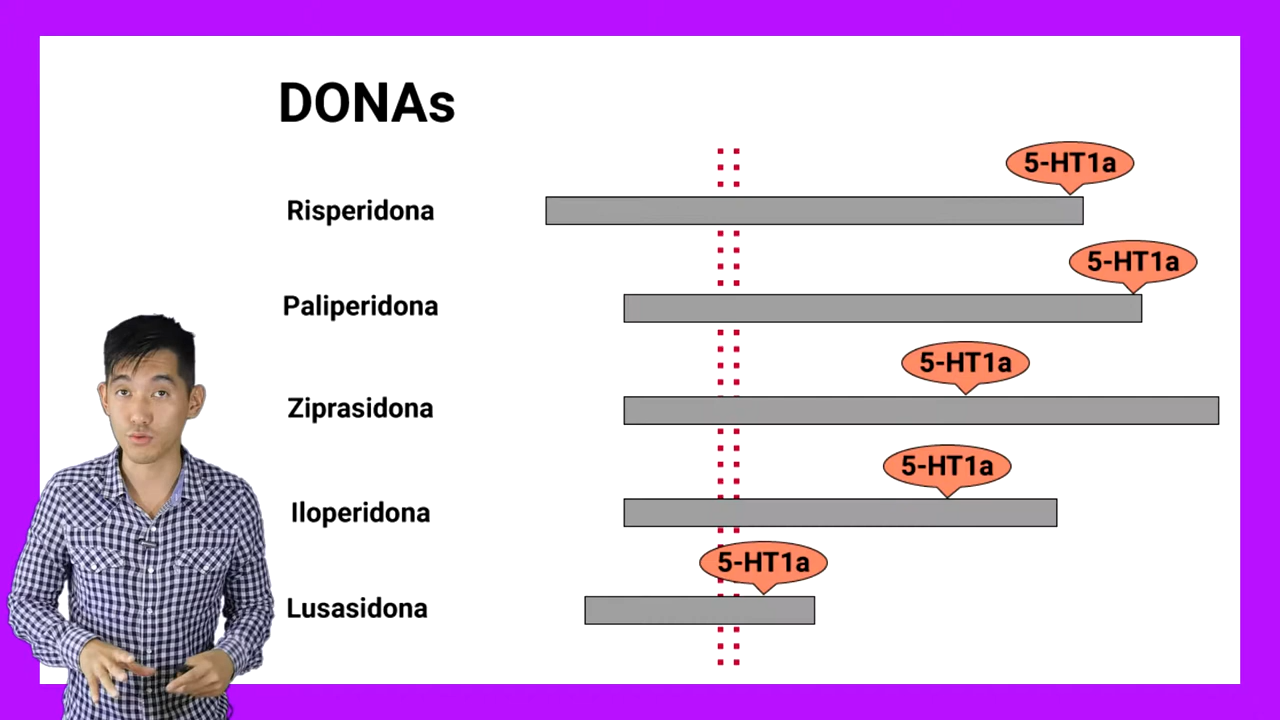 DONAs
5-HT1a
Risperidona
5-HT1a
Paliperidona
5-HT1a
Ziprasidona
5-HT1a
Iloperidona
5-HT1a
Lusasidona